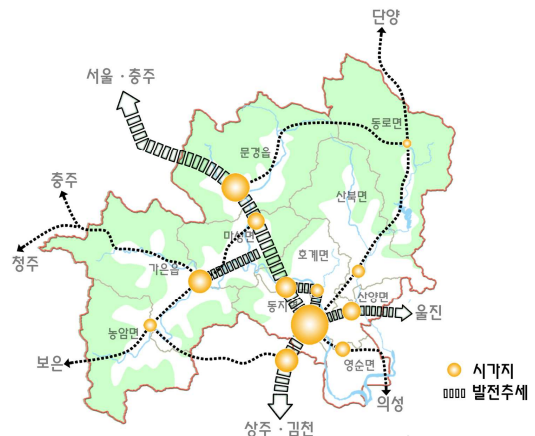 단양
서울 · 충주
동로면
문경읍
충주
산북면
마성면
청주
호계면
가은읍
산양면
울진
농암면
보은
영순면
시가지
의성
발전추세
상주 · 김천